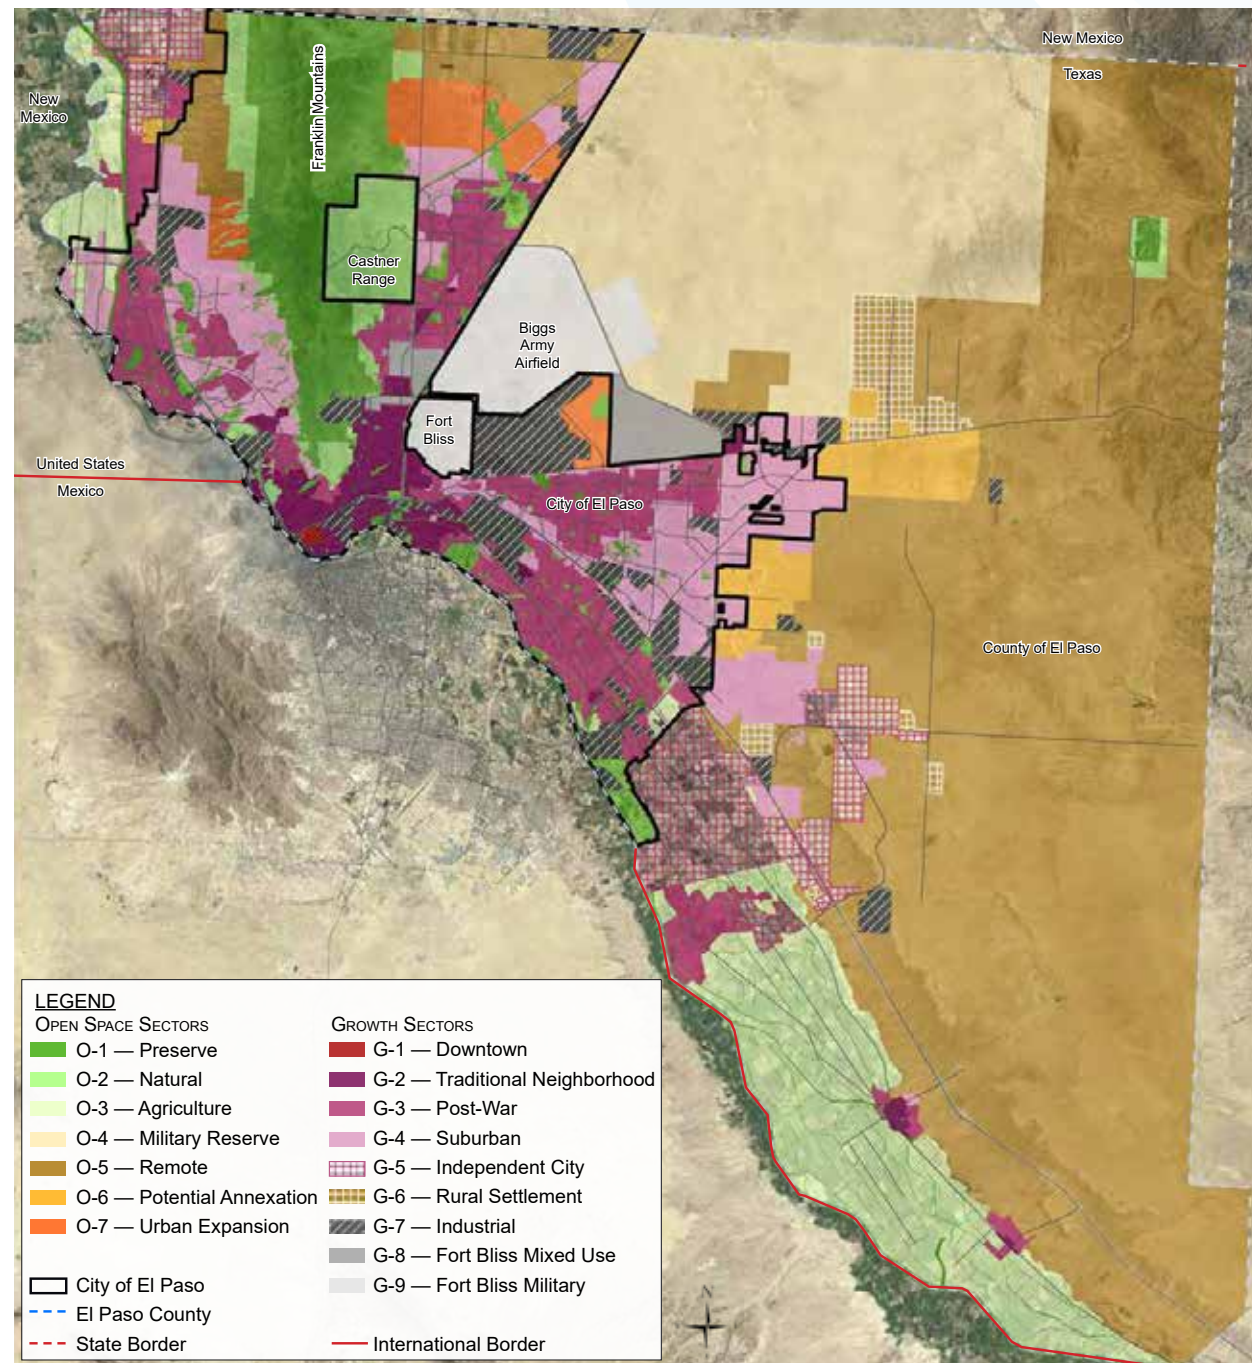 New Mexico
Texas
New
Mexico
Franklin Mountains
Castner
Range
Biggs
Army
Airfield
Fort
Bliss
United States
Mexico
City of El Paso
County of El Paso
LEGEND
OPEN SPACE SECTORS
O-1 — Preserve
O-2 — Natural
O-3 — Agriculture
O-4 — Military Reserve
O-5 — Remote
O-6 — Potential Annexation
O-7 — Urban Expansion
City of El Paso
El Paso County
State Border
GROWTH SECTORS
G-1 — Downtown
G-2 — Traditional Neighborhood
G-3 — Post-War
G-4 — Suburban
G-5 — Independent City
G-6 — Rural Settlement
G-7 — Industrial
G-8 — Fort Bliss Mixed Use
G-9 — Fort Bliss Military
International Border
N